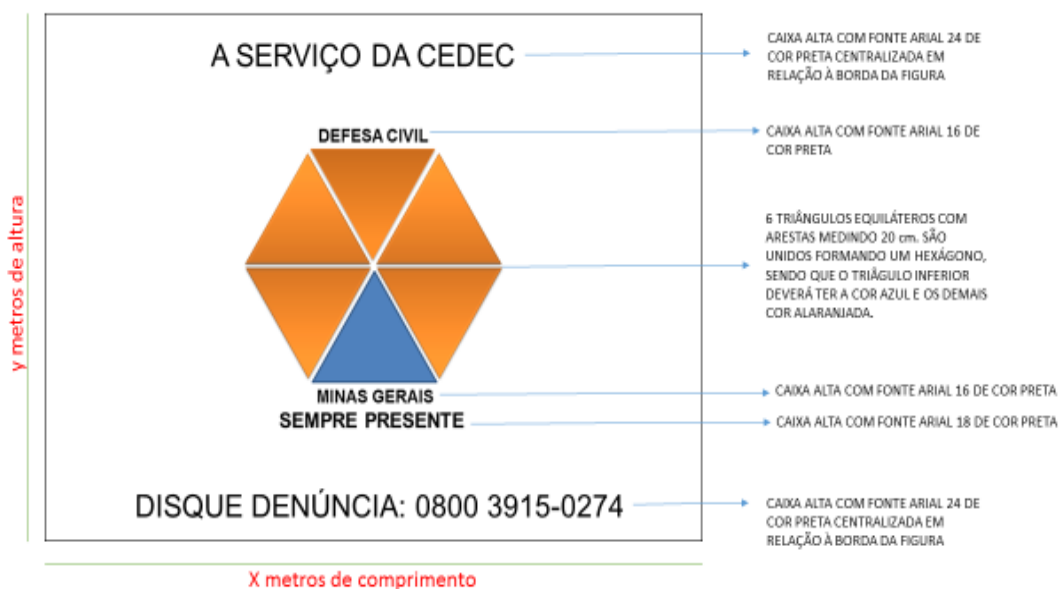 A SERVIÇO DA CEDEC
CAIXA ALTA COM FONTE ARIAL 24 DE
COR PRETA CENTRALIZADA EM
RELAÇÃO À BORDA DA FIGURA
DEFESA CIVIL
CAIXA ALTA COM FONTE ARIAL 16 DE
COR PRETA
6 TRIÂNGULOS EQUILÁTEROS COM
ARESTAS MEDINDO 20 cm. SÃO
UNIDOS FORMANDO UM HEXÁGONO,
SENDO QUE O TRIÂGULO INFERIOR
DEVERÁ TER A COR AZUL E OS DEMAIS
COR ALARANJADA.
y metros de altura
MINAS GERAIS
CAIXA ALTA COM FONTE ARIAL 16 DE COR PRETA
SEMPRE PRESENTE
CAIXA ALTA COM FONTE ARIAL 18 DE COR PRETA
DISQUE DENÚNCIA: 0800 3915-0274
CAIXA ALTA COM FONTE ARIAL 24 DE
COR PRETA CENTRALIZADA EM
RELAÇÃO À BORDA DA FIGURA
X metros de comprimento